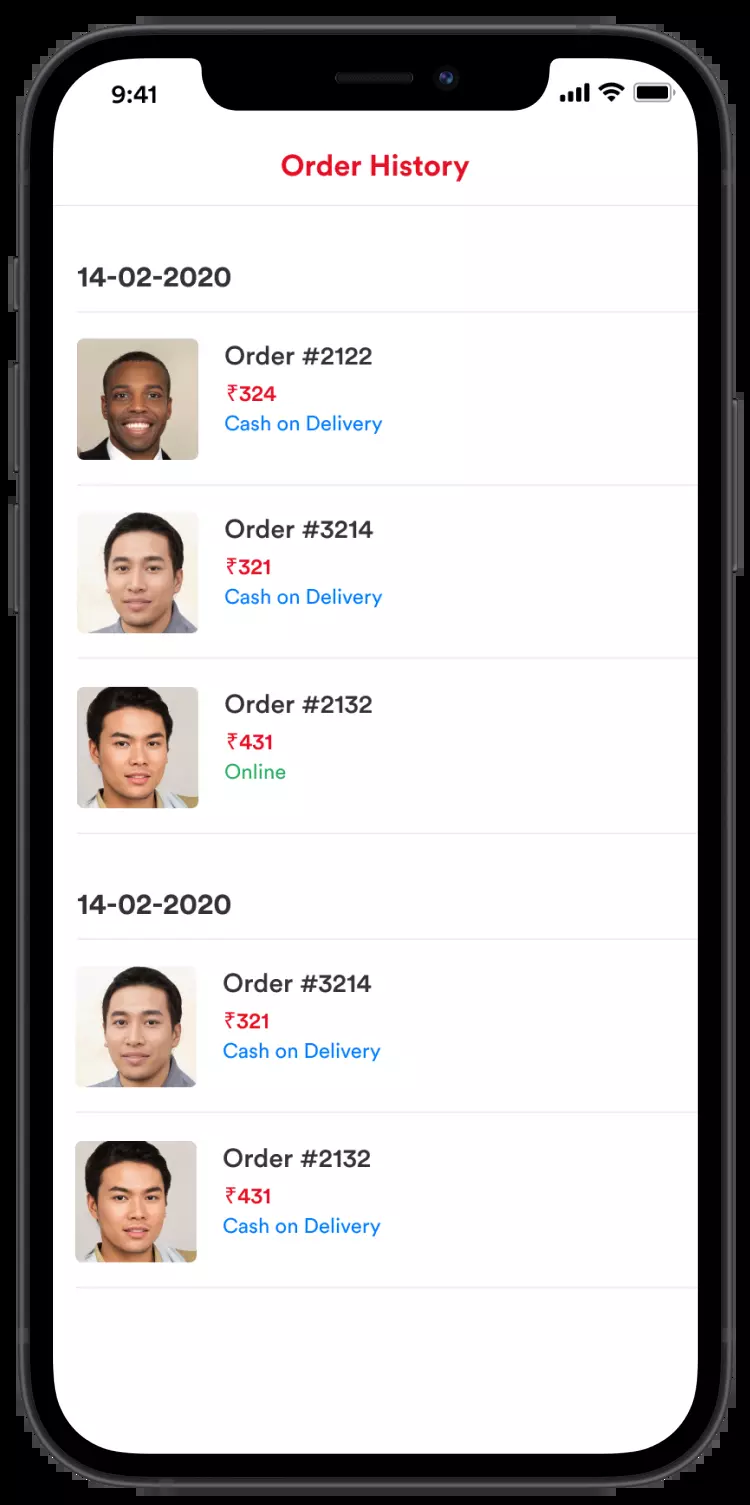 9:41
Order History
14-02-2020
Order #2122
₹324
Cash on Delivery
Order #3214
₹321
Cash on Delivery
Order #2132
₹431
Online
14-02-2020
Order #3214
₹321
Cash on Delivery
Order #2132
₹431
Cash on Delivery